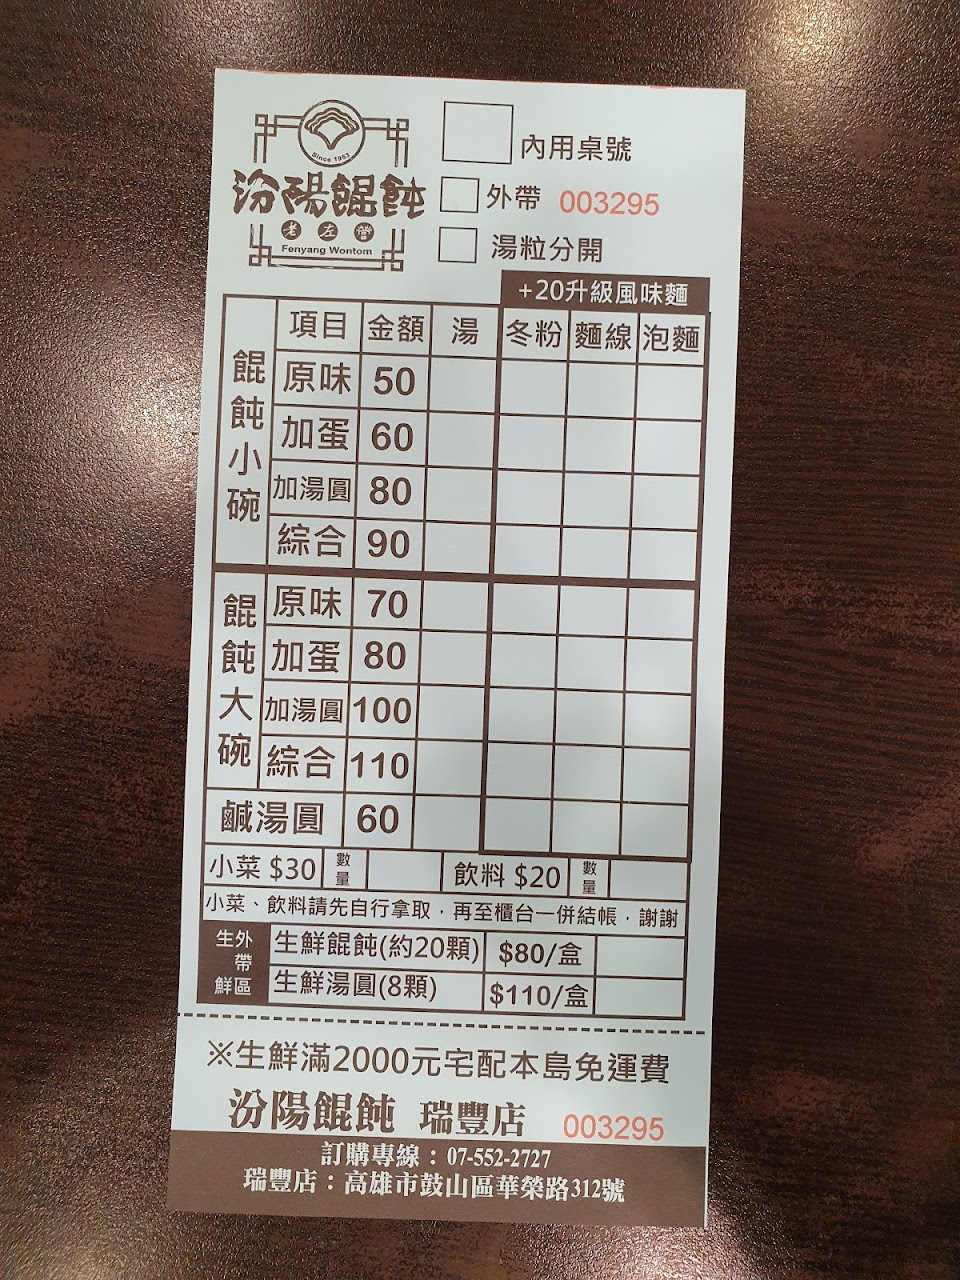 Since 1953
汾陽餛飩
老左營
Fenyang Wontom
內用桌號
外帶 003295
湯粒分開
+20升級風味麵
項目 金額 湯 冬粉 麵線 泡麵
餛飩小碗
原味 50
加蛋 60
加湯圓 80
綜合 90
餛飩大碗
原味 70
加蛋 80
加湯圓 100
綜合 110
鹹湯圓 60
小菜 $30 數量 飲料 $20 數量
小菜、飲料請先自行拿取，再至櫃台一併結帳，謝謝
外帶生鮮區
生鮮餛飩(約20顆) $80/盒
生鮮湯圓(8顆) $110/盒
※生鮮滿2000元宅配本島免運費
汾陽餛飩 瑞豐店 003295
訂購專線：07-552-2727
瑞豐店：高雄市鼓山區華榮路312號